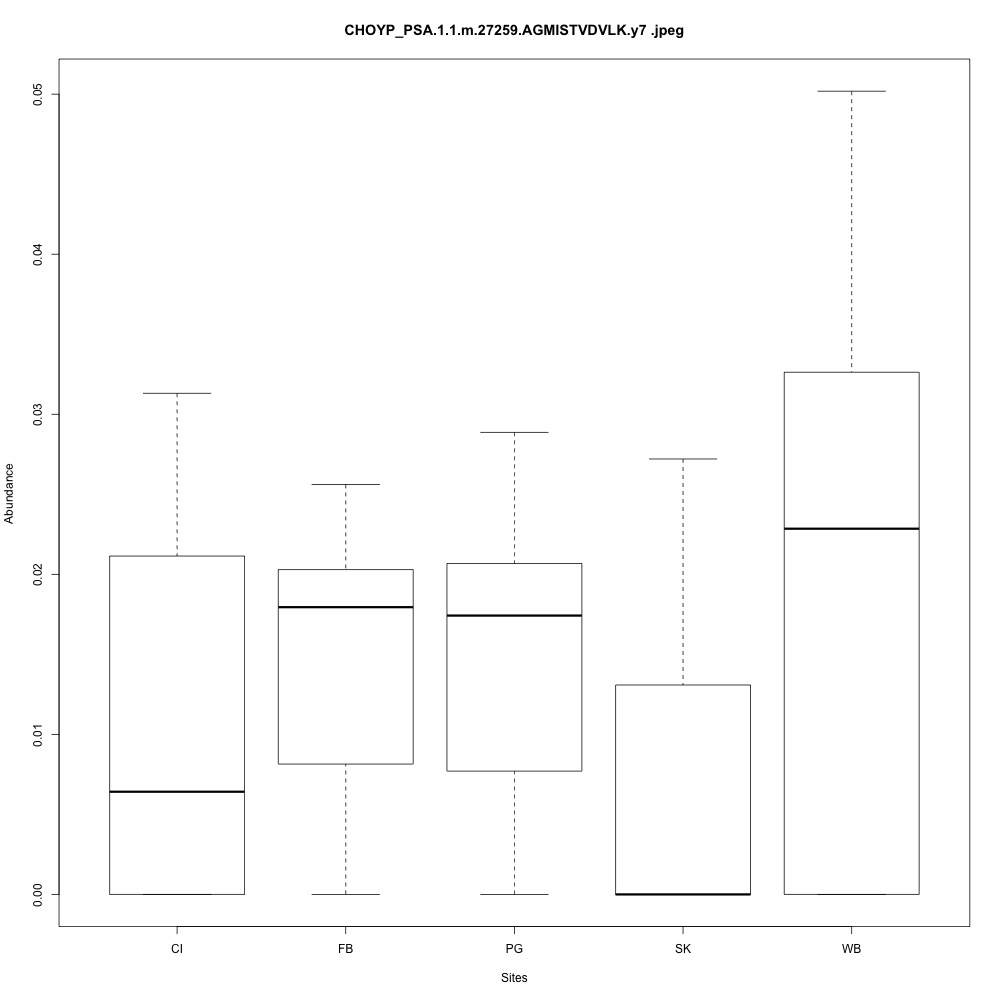 CHOYP_PSA.1.1.m.27259.AGMISTVDVLK.y7 .jpeg
0.05
0.04
0.03
0.02
0.01
0.00
Abundance
CI FB PG SK WB
Sites